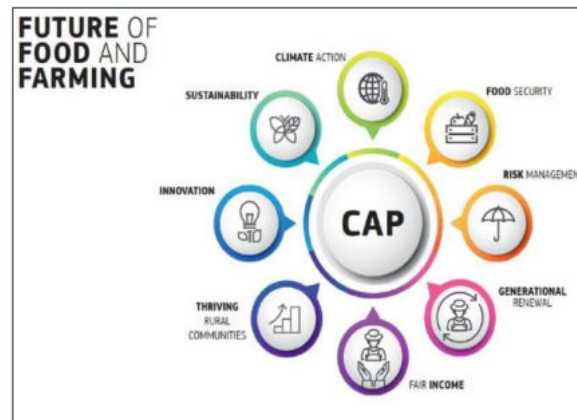 FUTURE OF
FOOD AND
FARMING
CLIMATE ACTION
FOOD SECURITY
RISK MANAGEMENT
GENERATIONAL
RENEWAL
FAIR INCOME
THRIVING
RURAL
COMMUNITIES
INNOVATION
SUSTAINABILITY
CAP